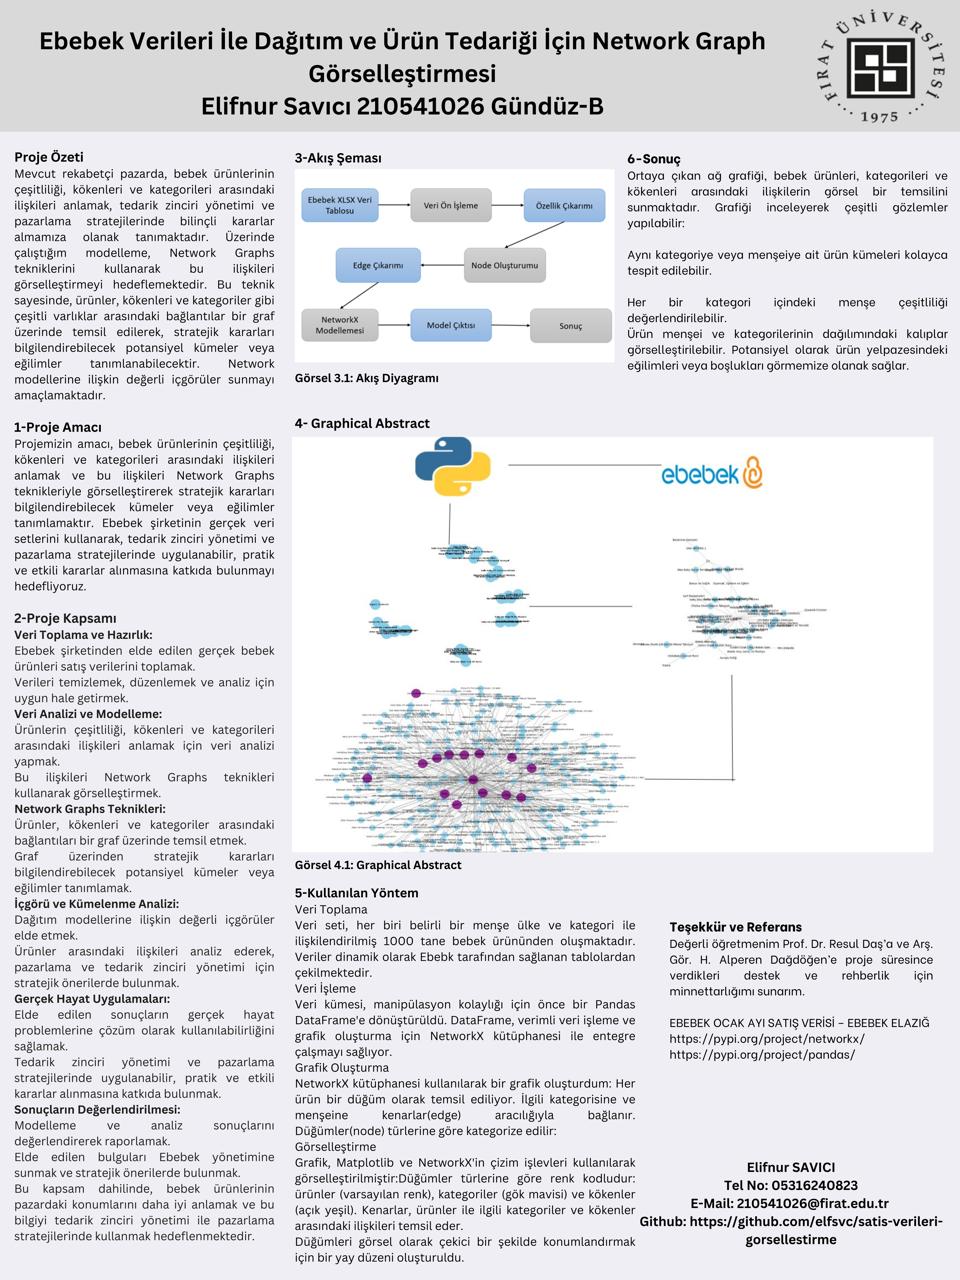 Ebebek Verileri İle Dağıtım ve Ürün Tedariği İçin Network Graph
Görselleştirmesi
Elifnur Savıcı 210541026 Gündüz-B
FIRAT ÜNİVERSİTESİ
1975
Proje Özeti
Mevcut rekabetçi pazarda, bebek ürünlerinin
çeşitliliği, kökenleri ve kategorileri arasındaki
ilişkileri anlamak, tedarik zinciri yönetimi ve
pazarlama stratejilerinde bilinçli kararlar
almamıza olanak tanımaktadır. Üzerinde
çalıştığım modelleme, Network Graphs
tekniklerini kullanarak bu ilişkileri
görselleştirmeyi hedeflemektedir. Bu teknik
sayesinde, ürünler, kökenleri ve kategoriler gibi
çeşitli varlıklar arasındaki bağlantılar bir graf
üzerinde temsil edilerek, stratejik kararları
bilgilendirebilecek potansiyel kümeler veya
eğilimler tanımlanabilecektir. Network
modellerine ilişkin değerli içgörüler sunmayı
amaçlamaktadır.
1-Proje Amacı
Projemizin amacı, bebek ürünlerinin çeşitliliği,
kökenleri ve kategorileri arasındaki ilişkileri
anlamak ve bu ilişkileri Network Graphs
teknikleriyle görselleştirerek stratejik kararları
bilgilendirebilecek kümeler veya eğilimler
tanımlamaktır. Ebebek şirketinin gerçek veri
setlerini kullanarak, tedarik zinciri yönetimi ve
pazarlama stratejilerinde uygulanabilir, pratik
ve etkili kararlar alınmasına katkıda bulunmayı
hedefliyoruz.
2-Proje Kapsamı
Veri Toplama ve Hazırlık:
Ebebek şirketinden elde edilen gerçek bebek
ürünleri satış verilerini toplamak.
Verileri temizlemek, düzenlemek ve analiz için
uygun hale getirmek.
Veri Analizi ve Modelleme:
Ürünlerin çeşitliliği, kökenleri ve kategorileri
arasındaki ilişkileri anlamak için veri analizi
yapmak.
Bu ilişkileri Network Graphs teknikleri
kullanarak görselleştirmek.
Network Graphs Teknikleri:
Ürünler, kökenleri ve kategoriler arasındaki
bağlantıları bir graf üzerinde temsil etmek.
Graf üzerinden stratejik kararları
bilgilendirebilecek potansiyel kümeler veya
eğilimler tanımlamak.
İçgörü ve Kümelenme Analizi:
Dağıtım modellerine ilişkin değerli içgörüler
elde etmek.
Ürünler arasındaki ilişkileri analiz ederek,
pazarlama ve tedarik zinciri yönetimi için
stratejik önerilerde bulunmak.
Gerçek Hayat Uygulamaları:
Elde edilen sonuçların gerçek hayat
problemlerine çözüm olarak kullanılabilirliğini
sağlamak.
Tedarik zinciri yönetimi ve pazarlama
stratejilerinde uygulanabilir, pratik ve etkili
kararlar alınmasına katkıda bulunmak.
Sonuçların Değerlendirilmesi:
Modelleme ve analiz sonuçlarını
değerlendirerek raporlamak.
Elde edilen bulguları Ebebek yönetimine
sunmak ve stratejik önerilerde bulunmak.
Bu kapsam dahilinde, bebek ürünlerinin
pazardaki konumlarını daha iyi anlamak ve bu
bilgiyi tedarik zinciri yönetimi ile pazarlama
stratejilerinde kullanmak hedeflenmektedir.
3-Akış Şeması
Ebebek XLSX Veri
Tablosu
Veri Ön İşleme
Özellik Çıkarımı
Edge Çıkarımı
Node Oluşturumu
NetworkX
Modellemesi
Model Çıktısı
Sonuç
Görsel 3.1: Akış Diyagramı
4- Graphical Abstract
ebebek
Görsel 4.1: Graphical Abstract
5-Kullanılan Yöntem
Veri Toplama
Veri seti, her biri belirli bir menşe ülke ve kategori ile
ilişkilendirilmiş 1000 tane bebek ürününden oluşmaktadır.
Veriler dinamik olarak Ebebk tarafından sağlanan tablolardan
çekilmektedir.
Veri İşleme
Veri kümesi, manipülasyon kolaylığı için önce bir Pandas
DataFrame'e dönüştürüldü. DataFrame, verimli veri işleme ve
grafik oluşturma için NetworkX kütüphanesi ile entegre
çalşmayı sağlıyor.
Grafik Oluşturma
NetworkX kütüphanesi kullanılarak bir grafik oluşturdum: Her
ürün bir düğüm olarak temsil ediliyor. İlgili kategorisine ve
menşeine kenarlar(edge) aracılığıyla bağlanır.
Düğümler(node) türlerine göre kategorize edilir:
Görselleştirme
Grafik, Matplotlib ve NetworkX'in çizim işlevleri kullanılarak
görselleştirilmiştir:Düğümler türlerine göre renk kodludur:
ürünler (varsayılan renk), kategoriler (gök mavisi) ve kökenler
(açık yeşil). Kenarlar, ürünler ile ilgili kategoriler ve kökenler
arasındaki ilişkileri temsil eder.
Düğümleri görsel olarak çekici bir şekilde konumlandırmak
için bir yay düzeni oluşturuldu.
6-Sonuç
Ortaya çıkan ağ grafiği, bebek ürünleri, kategorileri ve
kökenleri arasındaki ilişkilerin görsel bir temsilini
sunmaktadır. Grafiği inceleyerek çeşitli gözlemler
yapılabilir:
Aynı kategoriye veya menşeiye ait ürün kümeleri kolayca
tespit edilebilir.
Her bir kategori içindeki menşe çeşitliliği
değerlendirilebilir.
Ürün menşei ve kategorilerinin dağılımındaki kalıplar
görselleştirilebilir. Potansiyel olarak ürün yelpazesindeki
eğilimleri veya boşlukları görmemize olanak sağlar.
Teşekkür ve Referans
Değerli öğretmenim Prof. Dr. Resul Daş'a ve Arş.
Gör. H. Alperen Dağdöğen'e proje süresince
verdikleri destek ve rehberlik için
minnettarlığımı sunarım.
EBEBEK OCAK AYI SATIŞ VERİSİ – EBEBEK ELAZIĞ
https://pypi.org/project/networkx/
https://pypi.org/project/pandas/
Elifnur SAVICI
Tel No: 05316240823
E-Mail: 210541026@firat.edu.tr
Github: https://github.com/elfsvc/satis-verileri-
gorsellestirme